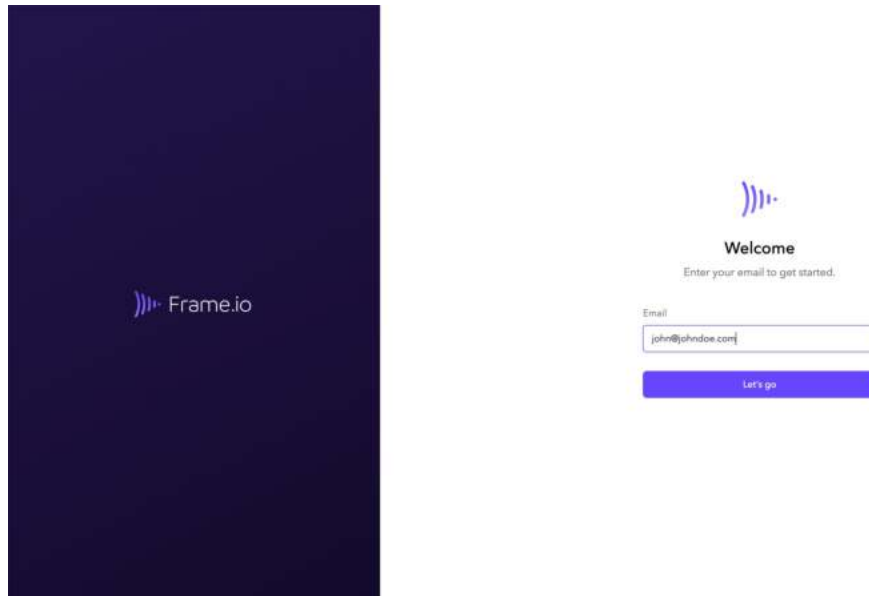 Frame.io
Welcome
Enter your email to get started.
Email
john@johndoe.com
Let's go